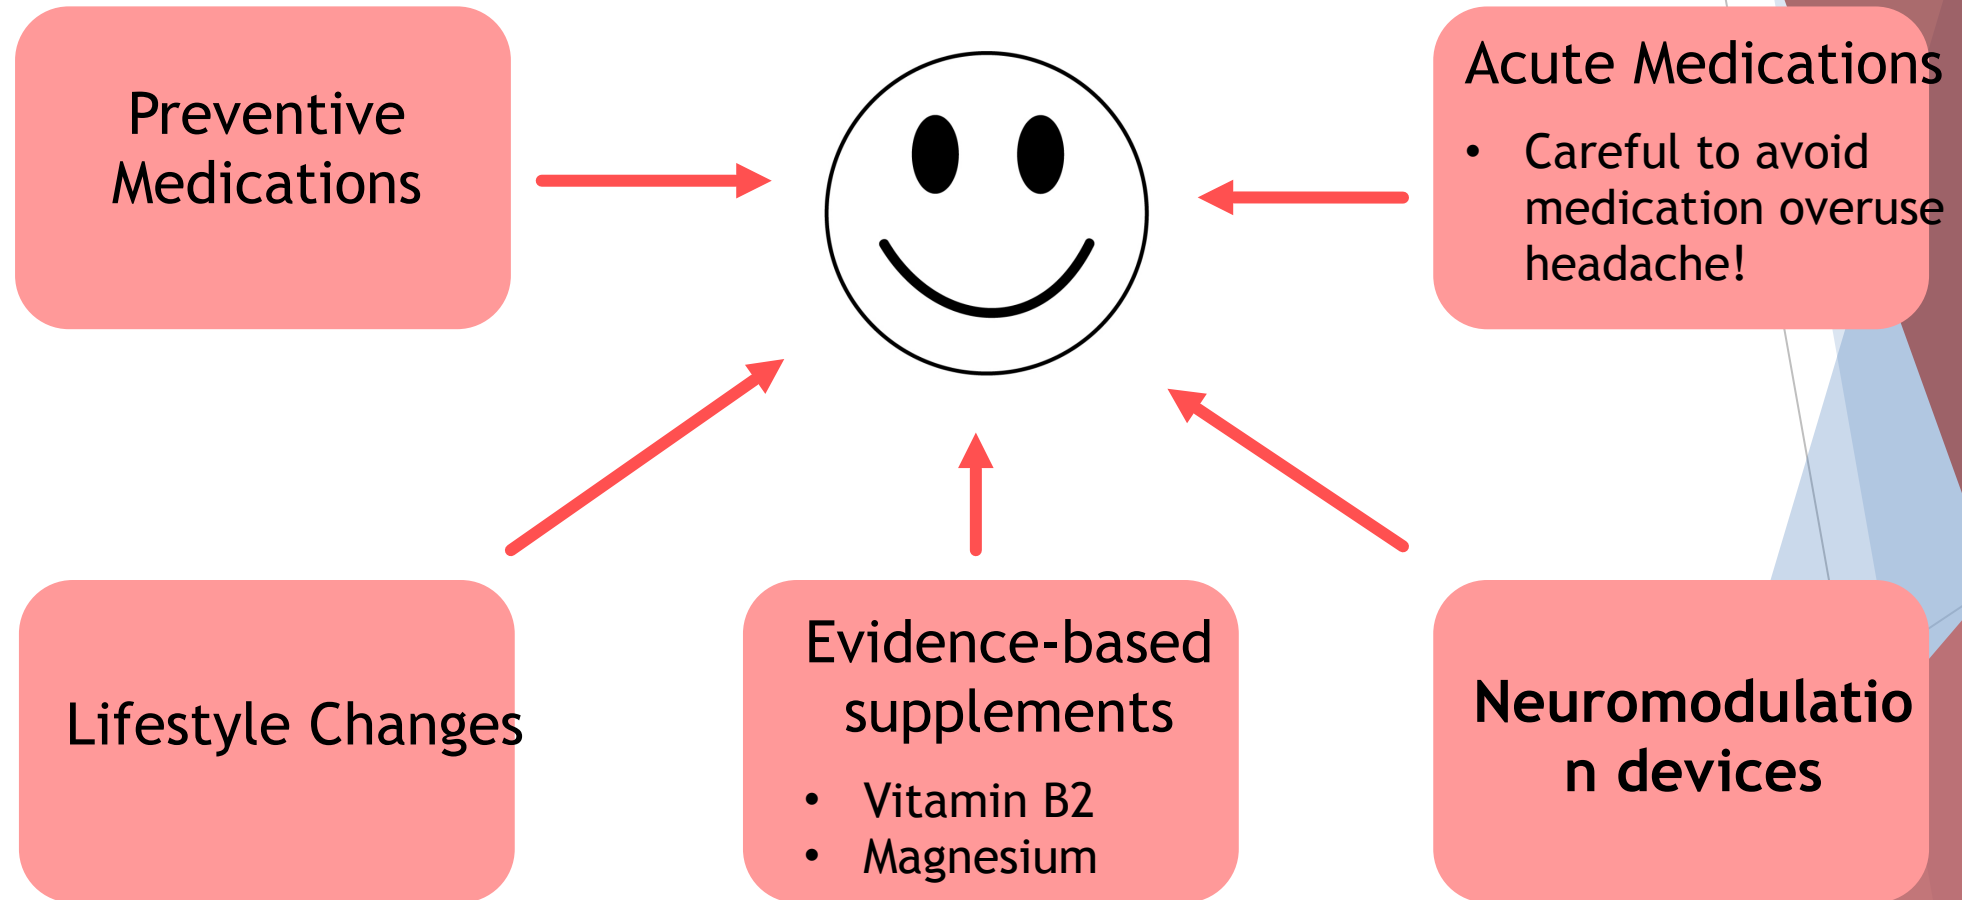 Preventive
Medications
Acute Medications
• Careful to avoid
medication overuse
headache!
Lifestyle Changes
Evidence-based
supplements
• Vitamin B2
• Magnesium
Neuromodulatio
n devices